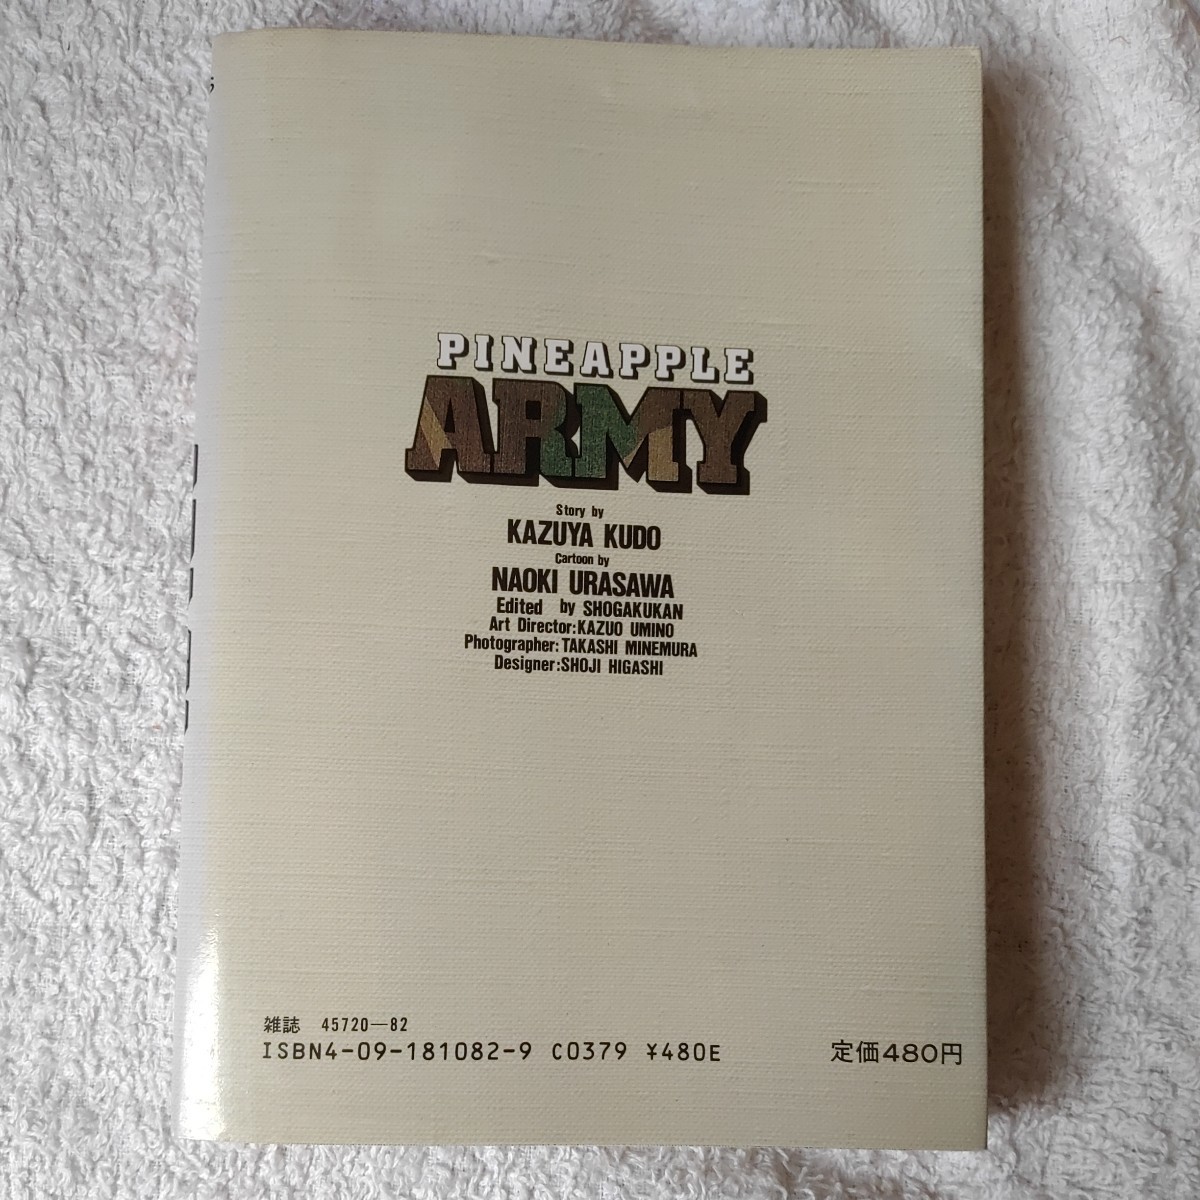 PINEAPPLE
ARMY
Story by
KAZUYA KUDO
Cartoon by
NAOKI URASAWA
Edited by SHOGAKUKAN
Art Director:KAZUO UMINO
Photographer:TAKASHI MINEMURA
Designer:SHOJI HIGASHI
雑誌 45720—82
ISBN4-09-181082-9 C0379 ¥480E
定価480円